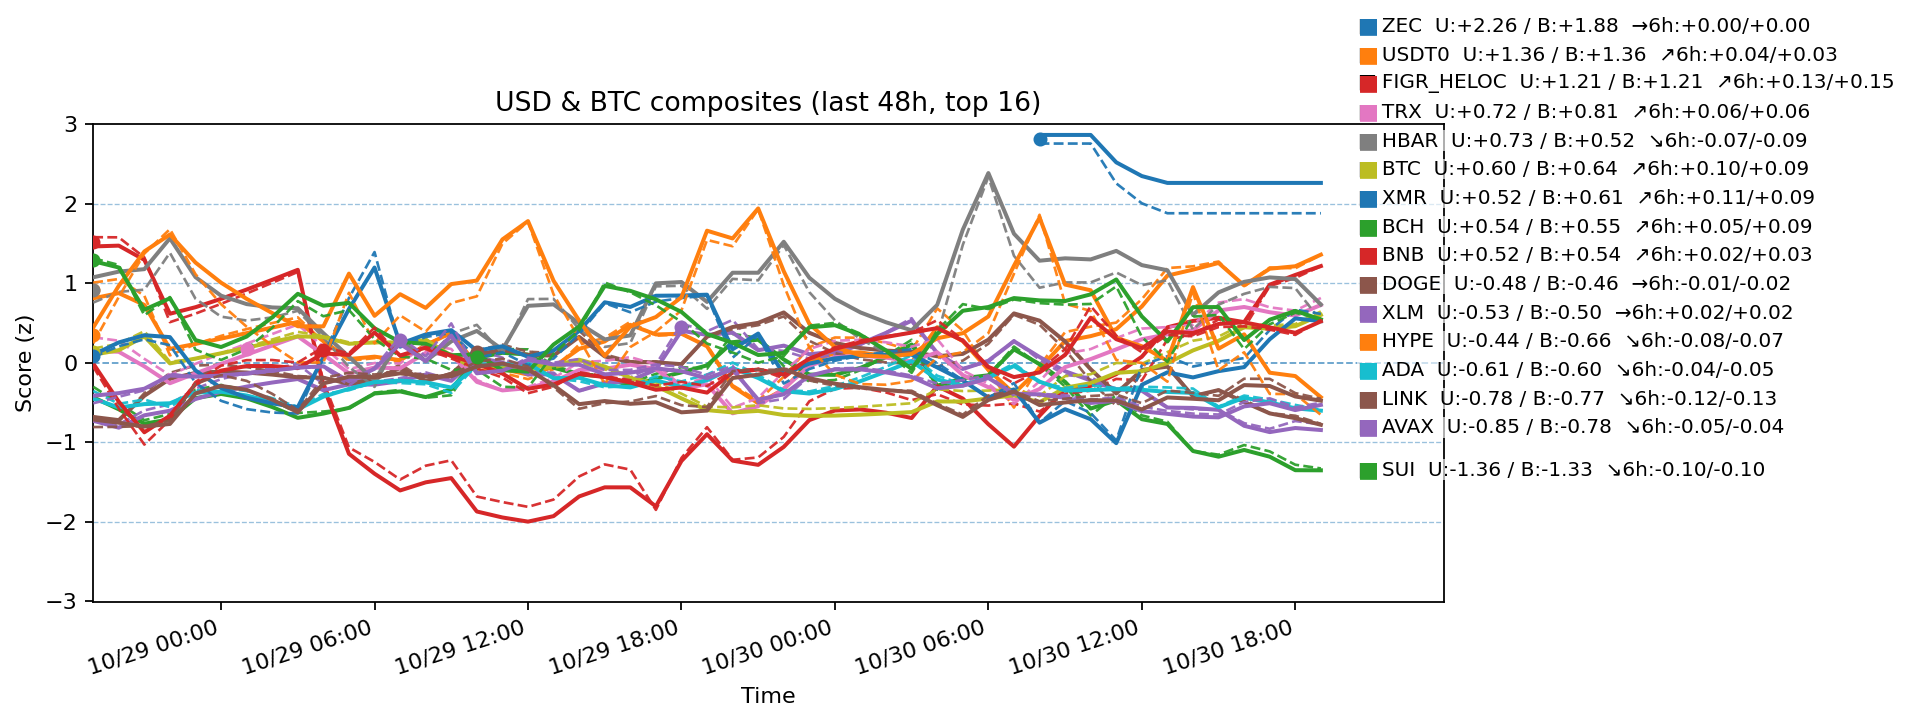 ZEC U:+2.26 / B:+1.88 →6h:+0.00/+0.00
USDT0 U:+1.36 / B:+1.36 ↗6h:+0.04/+0.03
FIGR_HELOC U:+1.21 / B:+1.21 ↗6h:+0.13/+0.15
TRX U:+0.72 / B:+0.81 ↗6h:+0.06/+0.06
HBAR U:+0.73 / B:+0.52 ↘6h:-0.07/-0.09
BTC U:+0.60 / B:+0.64 ↗6h:+0.10/+0.09
XMR U:+0.52 / B:+0.61 ↗6h:+0.11/+0.09
BCH U:+0.54 / B:+0.55 ↗6h:+0.05/+0.09
BNB U:+0.52 / B:+0.54 ↗6h:+0.02/+0.03
DOGE U:-0.48 / B:-0.46 →6h:-0.01/-0.02
XLM U:-0.53 / B:-0.50 →6h:+0.02/+0.02
HYPE U:-0.44 / B:-0.66 ↘6h:-0.08/-0.07
ADA U:-0.61 / B:-0.60 ↘6h:-0.04/-0.05
LINK U:-0.78 / B:-0.77 ↘6h:-0.12/-0.13
AVAX U:-0.85 / B:-0.78 ↘6h:-0.05/-0.04
SUI U:-1.36 / B:-1.33 ↘6h:-0.10/-0.10
USD & BTC composites (last 48h, top 16)
Score (z)
3
2
1
0
−1
−2
−3
10/29 00:00
10/29 06:00
10/29 12:00
10/29 18:00
10/30 00:00
10/30 06:00
10/30 12:00
10/30 18:00
Time